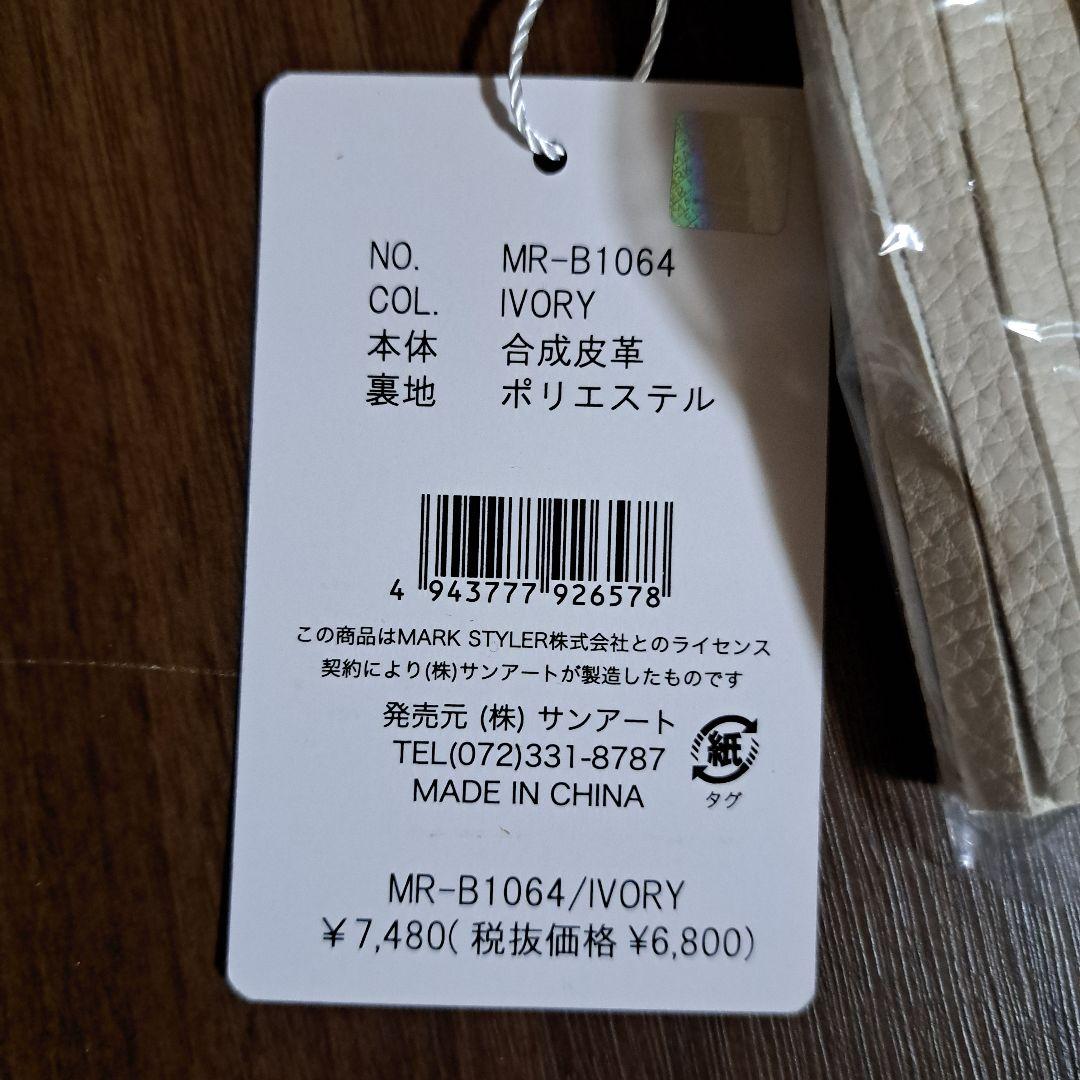 NO. MR-B1064
COL. IVORY
本体 合成皮革
裏地 ポリエステル
4 943777 926578
この商品はMARK STYLER株式会社とのライセンス
契約により(株)サンアートが製造したものです
発売元 (株) サンアート
TEL(072)331-8787
MADE IN CHINA
紙
タグ
MR-B1064/IVORY
¥7,480(税抜価格 ¥6,800)